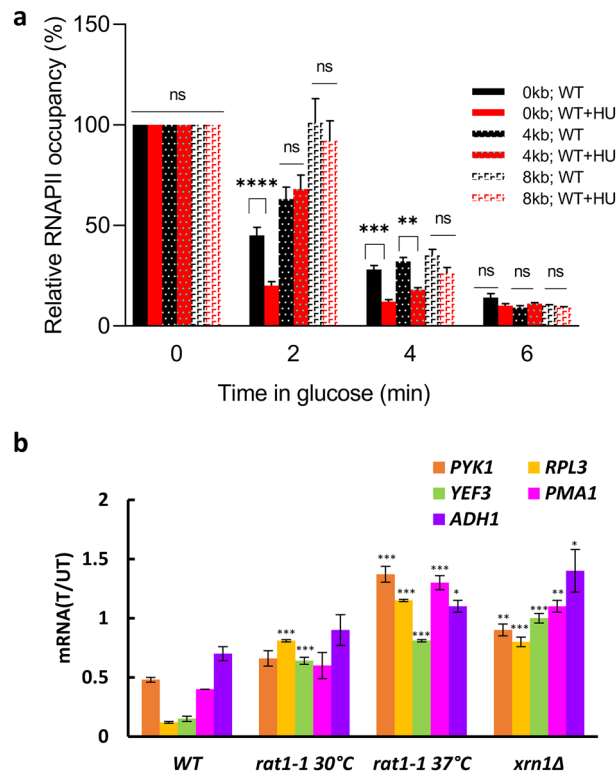 a
Relative RNAPII occupancy (%)
150
100
50
0
ns
****
ns
ns
***
**
ns
ns
ns
ns
0kb; WT
0kb; WT+HU
4kb; WT
4kb; WT+HU
8kb; WT
8kb; WT+HU
0
2
4
6
Time in glucose (min)
b
PYK1
RPL3
YEF3
PMA1
ADH1
mRNA(T/UT)
2
1.5
1
0.5
0
***
***
***
***
***
***
*
**
***
***
**
*
WT
rat1-1 30°C
rat1-1 37°C
xrn1Δ